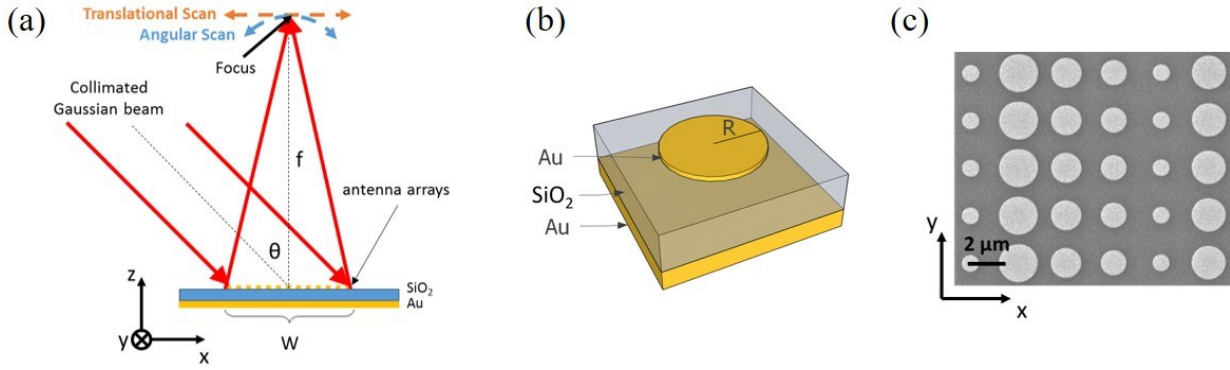 (a)
Translational Scan
Angular Scan
Focus
Collimated
Gaussian beam
f
antenna arrays
θ
z
SiO₂
Au
y
x
W
(b)
R
Au
SiO₂
Au
(c)
y
2 μm
x